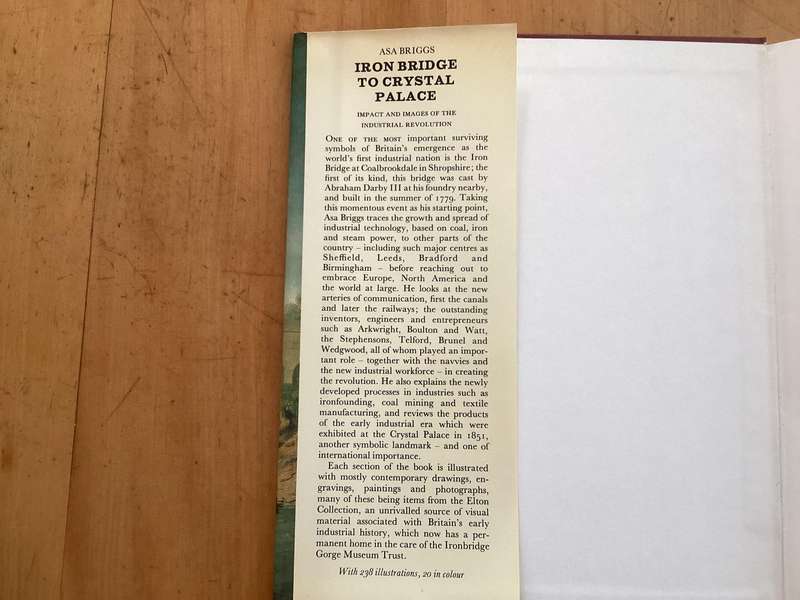 ASA BRIGGS
IRON BRIDGE
TO CRYSTAL
PALACE
IMPACT AND IMAGES OF THE
INDUSTRIAL REVOLUTION
ONE OF THE MOST important surviving
symbols of Britain's emergence as the
world's first industrial nation is the Iron
Bridge at Coalbrookdale in Shropshire; the
first of its kind, this bridge was cast by
Abraham Darby III at his foundry nearby,
and built in the summer of 1779. Taking
this momentous event as his starting point,
Asa Briggs traces the growth and spread of
industrial technology, based on coal, iron
and steam power, to other parts of the
country – including such major centres as
Sheffield, Leeds, Bradford and
Birmingham – before reaching out to
embrace Europe, North America and
the world at large. He looks at the new
arteries of communication, first the canals
and later the railways; the outstanding
inventors, engineers and entrepreneurs
such as Arkwright, Boulton and Watt,
the Stephensons, Telford, Brunel and
Wedgwood, all of whom played an impor-
tant role – together with the navvies and
the new industrial workforce – in creating
the revolution. He also explains the newly
developed processes in industries such as
ironfounding, coal mining and textile
manufacturing, and reviews the products
of the early industrial era which were
exhibited at the Crystal Palace in 1851,
another symbolic landmark – and one of
international importance.
Each section of the book is illustrated
with mostly contemporary drawings, en-
gravings, paintings and photographs,
many of these being items from the Elton
Collection, an unrivalled source of visual
material associated with Britain's early
industrial history, which now has a per-
manent home in the care of the Ironbridge
Gorge Museum Trust.
With 238 illustrations, 20 in colour